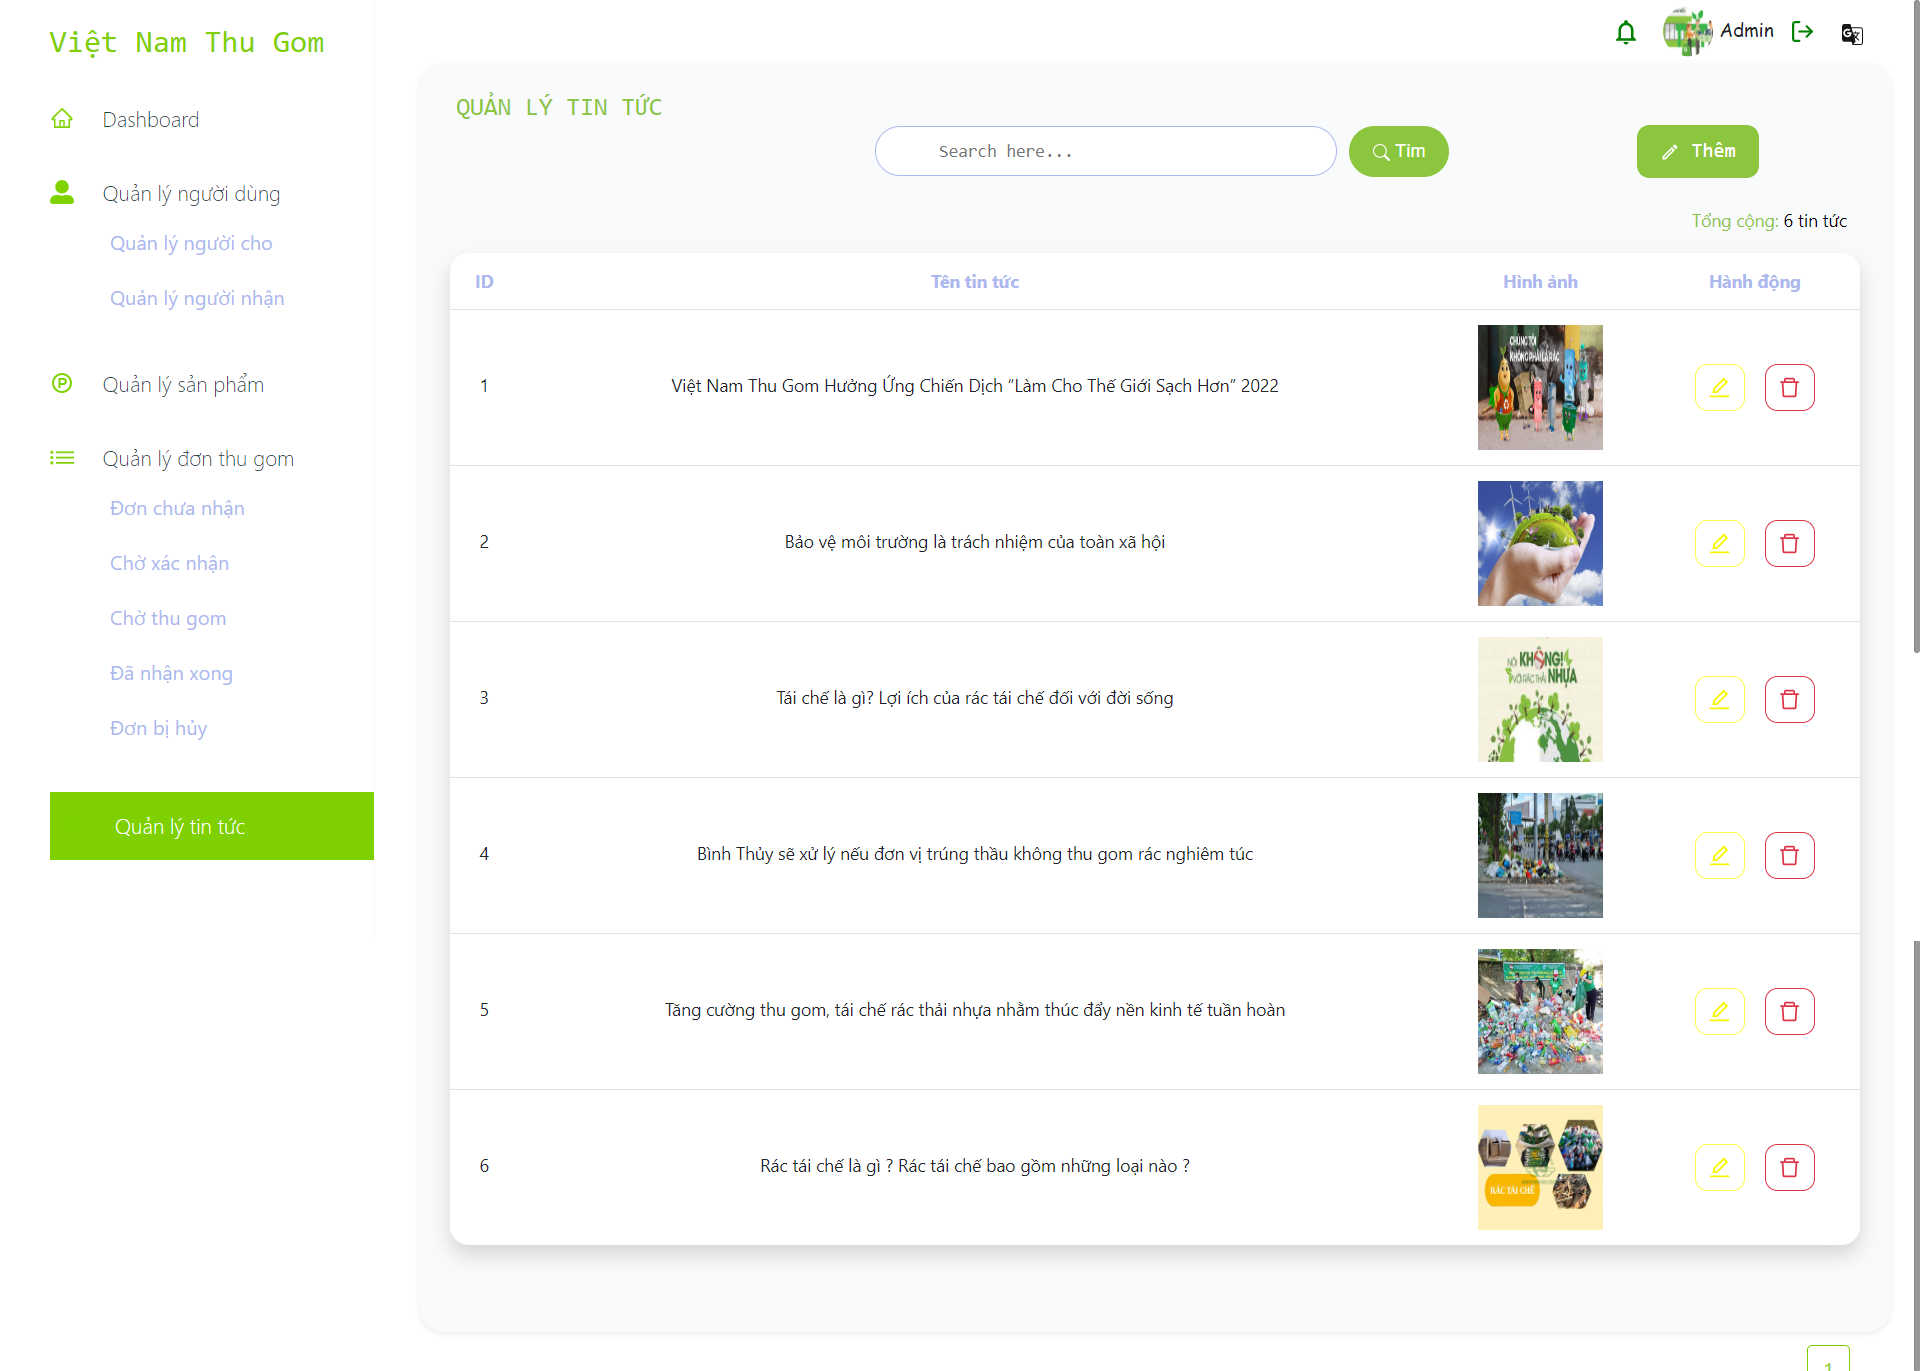 Việt Nam Thu Gom
Dashboard
Quản lý người dùng
Quản lý người cho
Quản lý người nhận
Quản lý sản phẩm
Quản lý đơn thu gom
Đơn chưa nhận
Chờ xác nhận
Chờ thu gom
Đã nhận xong
Đơn bị hủy
Quản lý tin tức
Admin
QUẢN LÝ TIN TỨC
Search here...
Tìm
Thêm
Tổng cộng: 6 tin tức
ID Tên tin tức Hình ảnh Hành động
1 Việt Nam Thu Gom Hưởng Ứng Chiến Dịch “Làm Cho Thế Giới Sạch Hơn” 2022
CHÚNG TÔI
KHÔNG PHẢI LÀ RÁC
2 Bảo vệ môi trường là trách nhiệm của toàn xã hội
3 Tái chế là gì? Lợi ích của rác tái chế đối với đời sống
NÓI KHÔNG!
VỚI RÁC THẢI NHỰA
4 Bình Thủy sẽ xử lý nếu đơn vị trúng thầu không thu gom rác nghiêm túc
5 Tăng cường thu gom, tái chế rác thải nhựa nhằm thúc đẩy nền kinh tế tuần hoàn
6 Rác tái chế là gì ? Rác tái chế bao gồm những loại nào ?
RÁC TÁI CHẾ
1